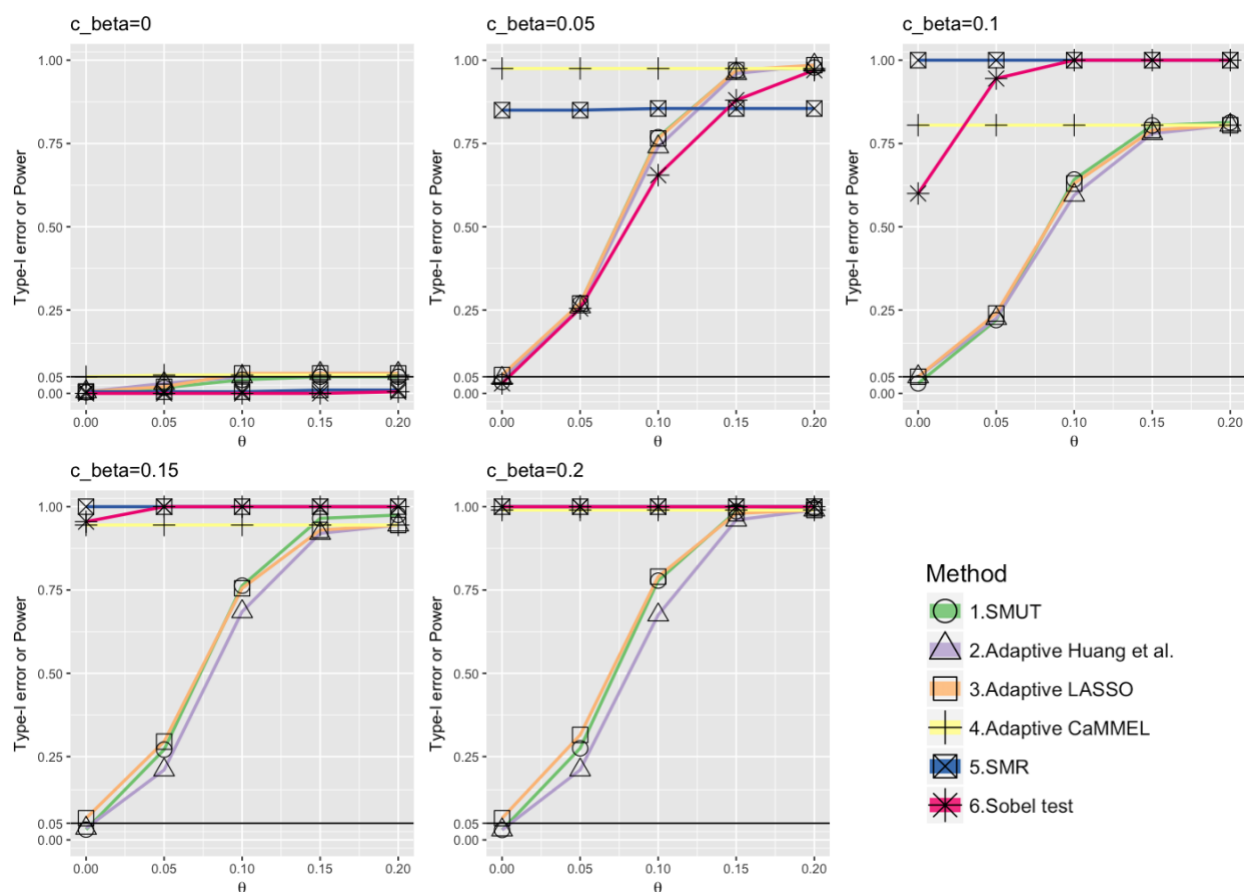 c_beta=0
c_beta=0.05
c_beta=0.1
Type-I error or Power
1.00
0.75
0.50
0.25
0.05
0.00
0.00 0.05 0.10 0.15 0.20
θ
Type-I error or Power
1.00
0.75
0.50
0.25
0.05
0.00
0.00 0.05 0.10 0.15 0.20
θ
Type-I error or Power
1.00
0.75
0.50
0.25
0.05
0.00
0.00 0.05 0.10 0.15 0.20
θ
c_beta=0.15
c_beta=0.2
Type-I error or Power
1.00
0.75
0.50
0.25
0.05
0.00
0.00 0.05 0.10 0.15 0.20
θ
Type-I error or Power
1.00
0.75
0.50
0.25
0.05
0.00
0.00 0.05 0.10 0.15 0.20
θ
Method
1.SMUT
2.Adaptive Huang et al.
3.Adaptive LASSO
4.Adaptive CaMMEL
5.SMR
6.Sobel test